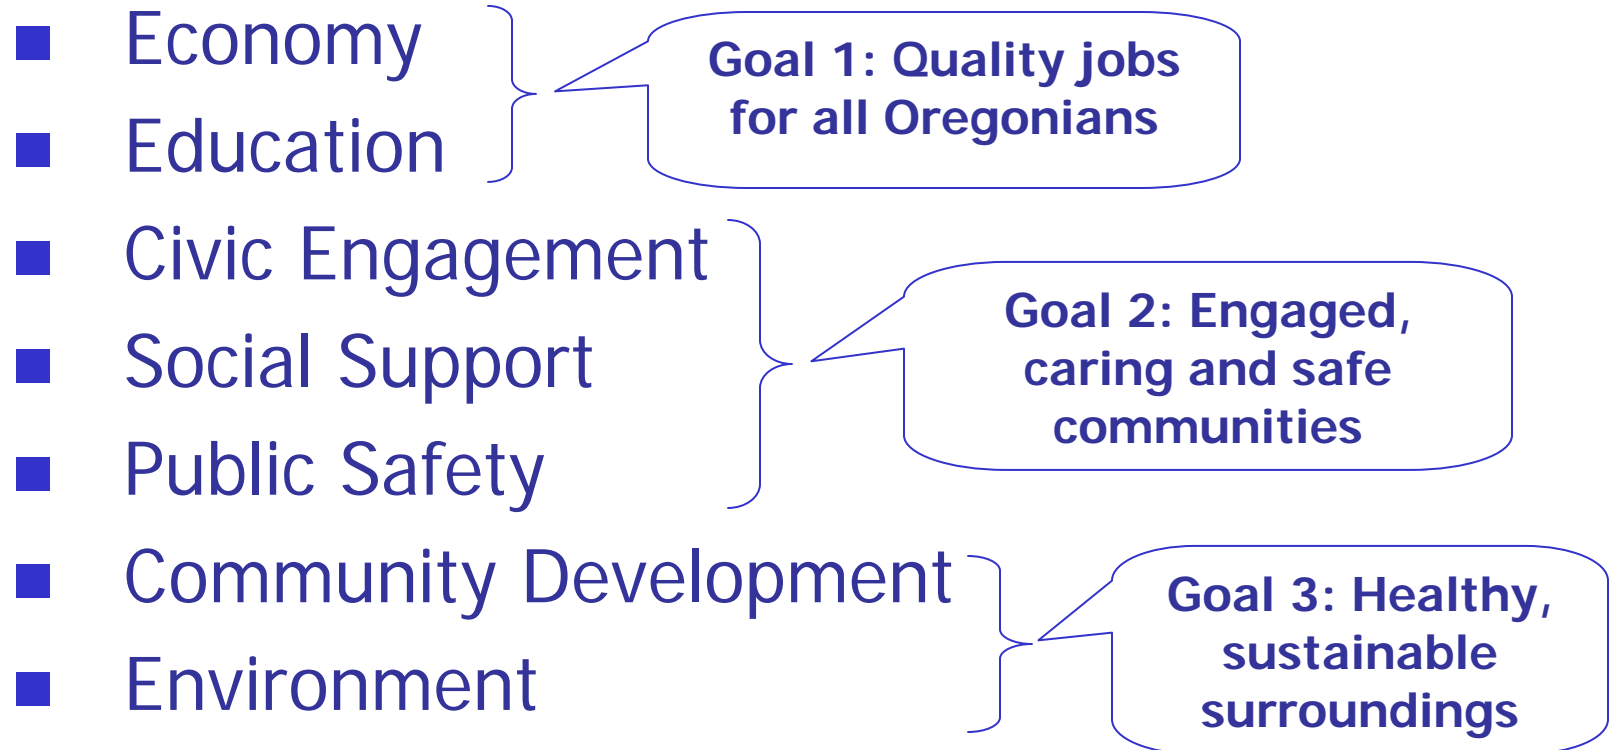 Economy
Education
Goal 1: Quality jobs
for all Oregonians
Civic Engagement
Social Support
Public Safety
Goal 2: Engaged,
caring and safe
communities
Community Development
Environment
Goal 3: Healthy,
sustainable
surroundings